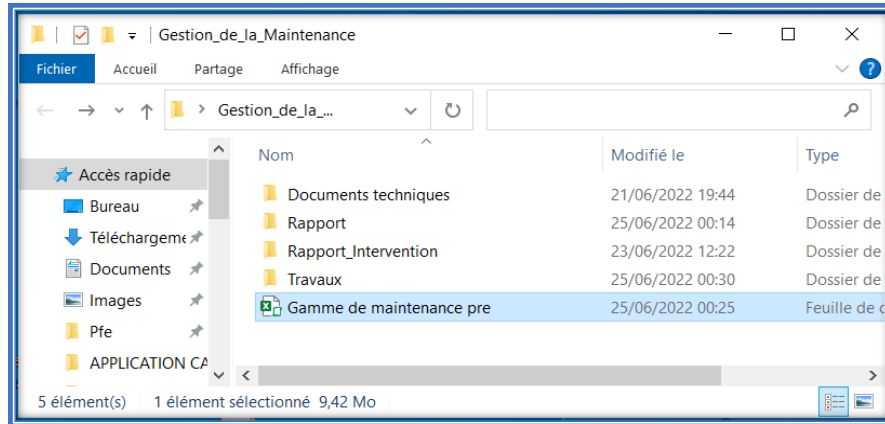 Gestion_de_la_Maintenance
Fichier Accueil Partage Affichage
Gestion_de_la_...
Nom Modifié le Type
Accès rapide
Bureau
Téléchargeme
Documents
Images
Pfe
APPLICATION CA
Documents techniques 21/06/2022 19:44 Dossier de
Rapport 25/06/2022 00:14 Dossier de
Rapport_Intervention 23/06/2022 12:22 Dossier de
Travaux 25/06/2022 00:30 Dossier de
Gamme de maintenance pre 25/06/2022 00:25 Feuille de c
5 élément(s) 1 élément sélectionné 9,42 Mo